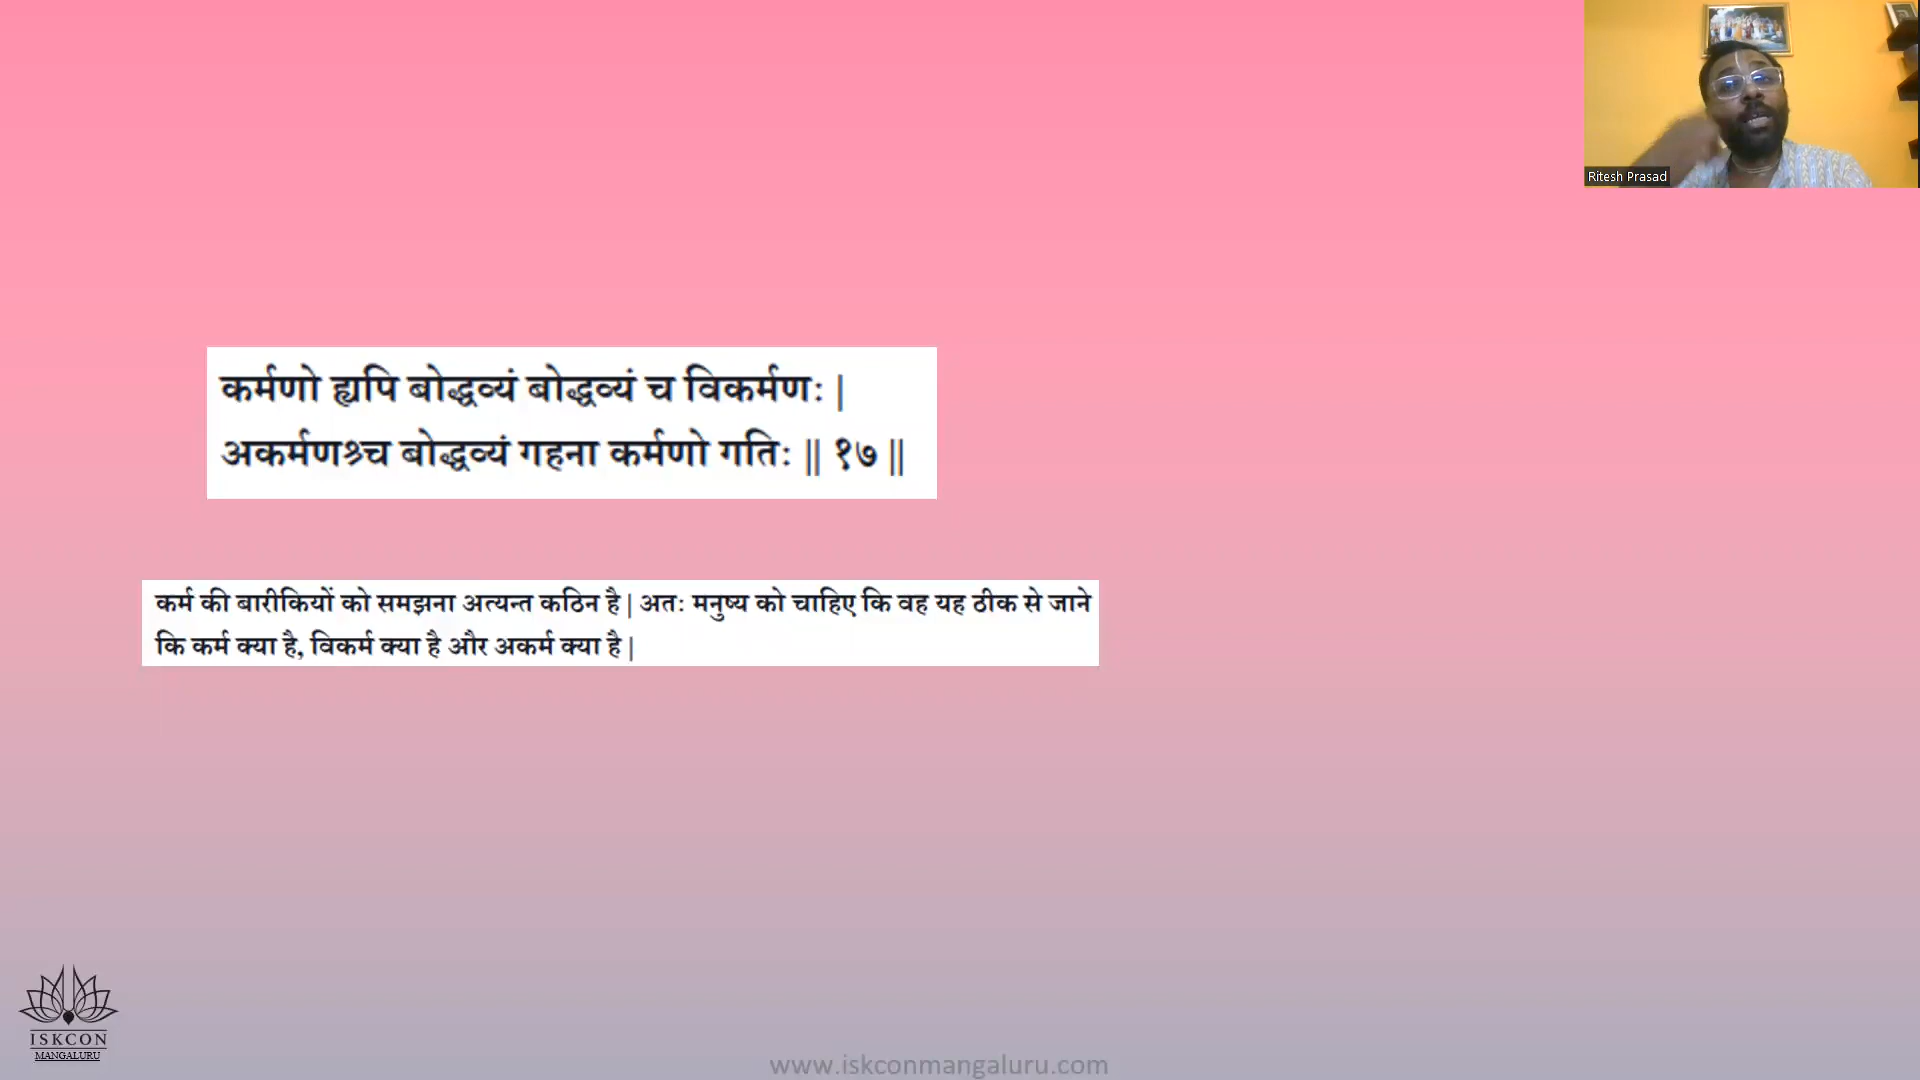 Ritesh Prasad
कर्मणो ह्यपि बोद्धव्यं बोद्धव्यं च विकर्मणः |
अकर्मणश्र्च बोद्धव्यं गहना कर्मणो गतिः || १७ ||
कर्म की बारीकियों को समझना अत्यन्त कठिन है | अतः मनुष्य को चाहिए कि वह यह ठीक से जाने
कि कर्म क्या है, विकर्म क्या है और अकर्म क्या है |
ISKCON
MANGALURU
www.iskconmangaluru.com